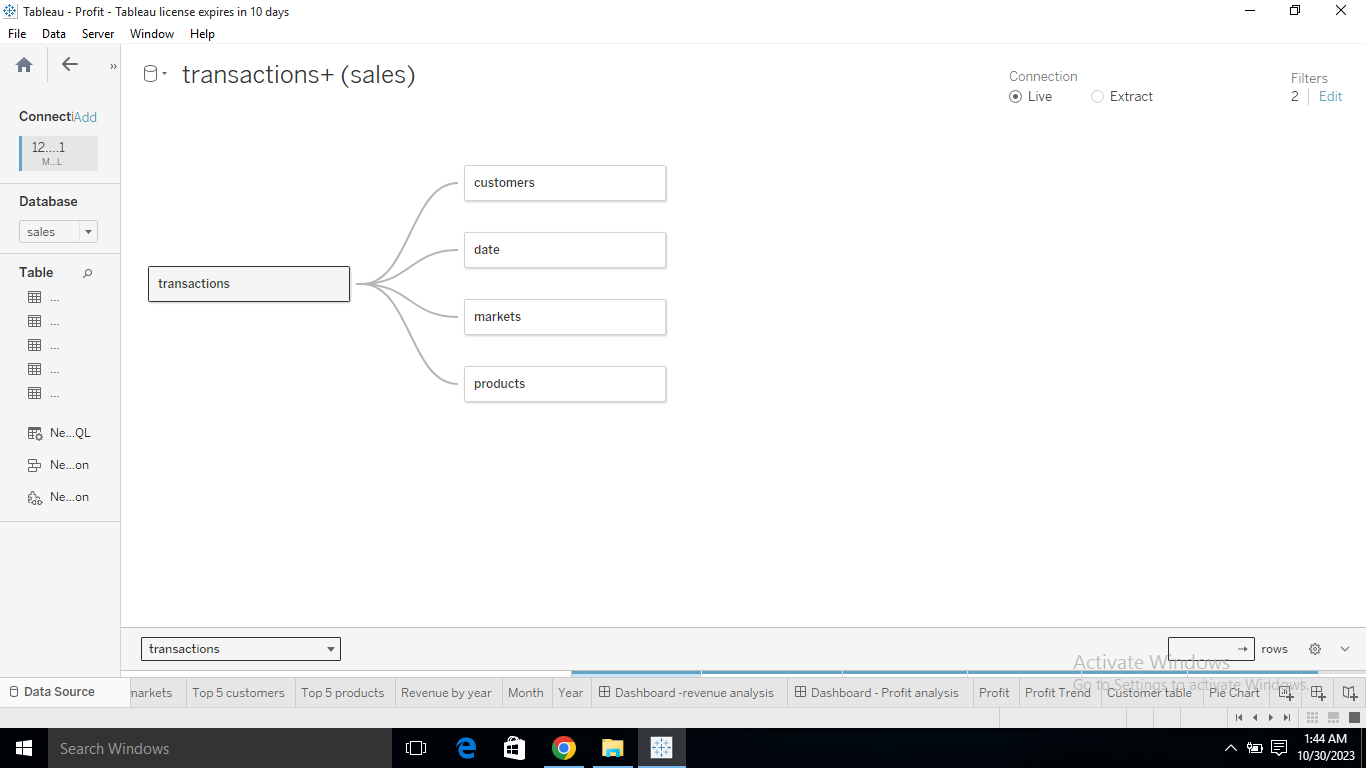 Tableau - Profit - Tableau license expires in 10 days
File Data Server Window Help
»
transactions+ (sales)
Connection
Live Extract
Filters
2 Edit
Connecti Add
12....1
M...L
Database
sales
Table
...
...
...
...
...
Ne...QL
Ne...on
Ne...on
customers
date
transactions
markets
products
transactions
rows
Activate Windows
Go to Settings to activate Windows.
Data Source
markets Top 5 customers Top 5 products Revenue by year Month Year Dashboard -revenue analysis Dashboard - Profit analysis Profit Profit Trend Customer table Pie Chart
Search Windows
1:44 AM
10/30/2023